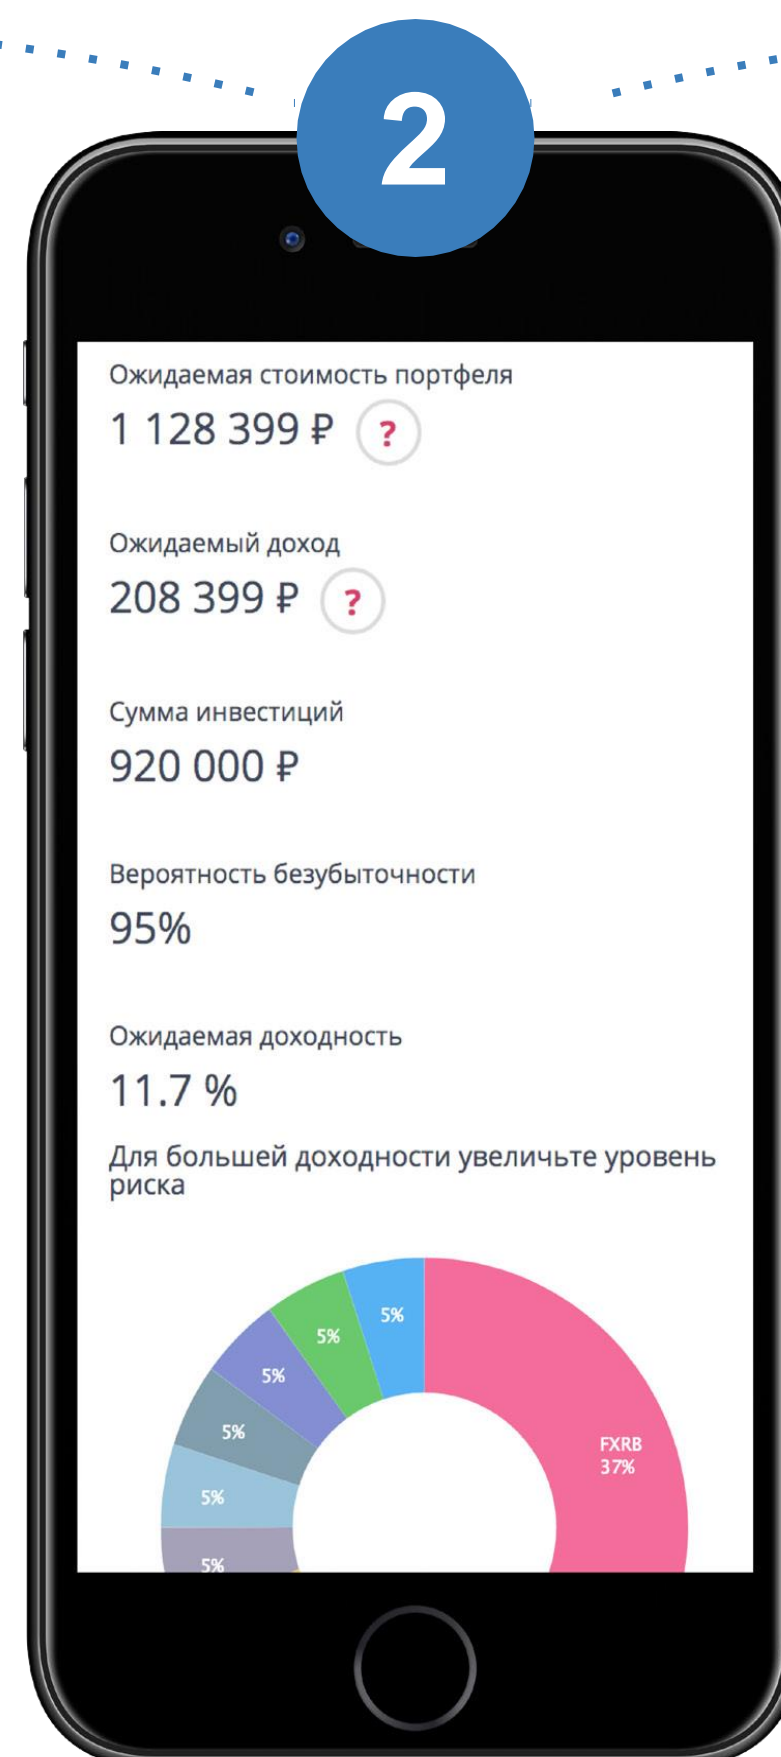 2
Ожидаемая стоимость портфеля
1 128 399 ₽ ?
Ожидаемый доход
208 399 ₽ ?
Сумма инвестиций
920 000 ₽
Вероятность безубыточности
95%
Ожидаемая доходность
11.7 %
Для большей доходности увеличьте уровень
риска
5%
5%
5%
5%
5%
5%
FXRB
37%